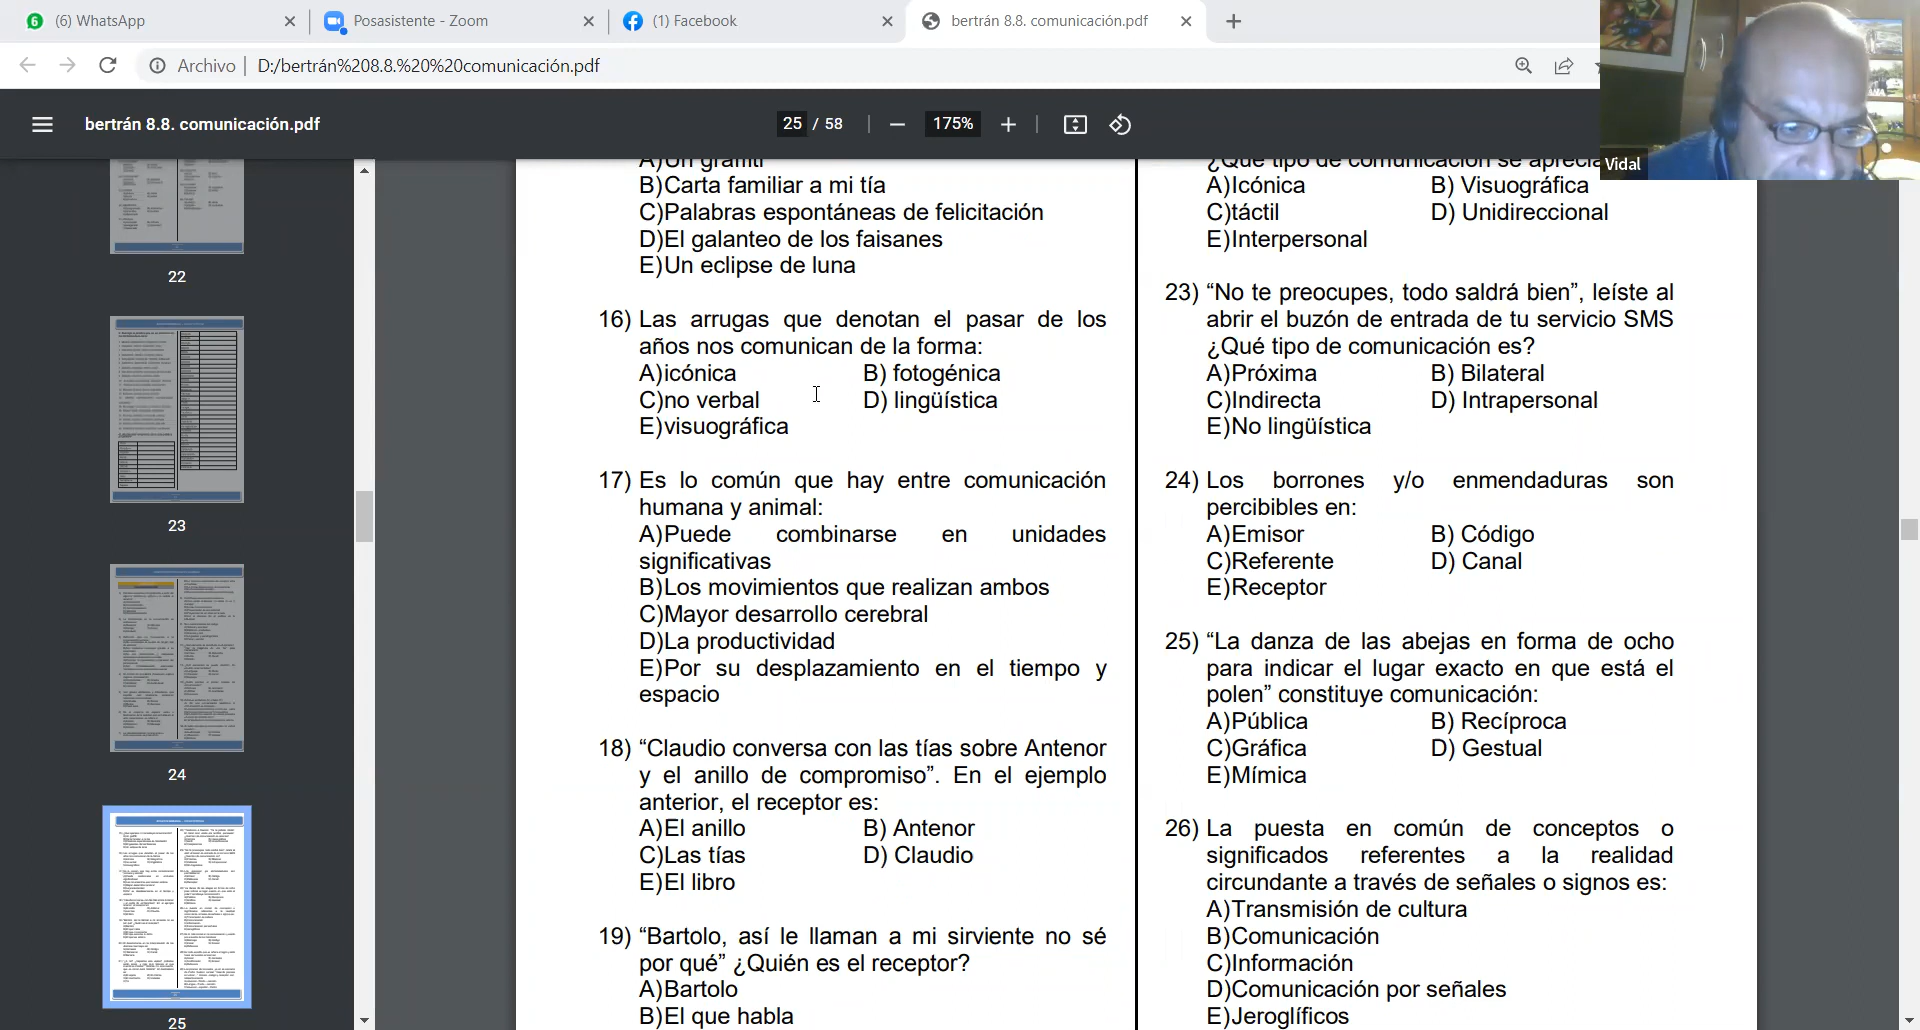 (6) WhatsApp
Posasistente - Zoom
(1) Facebook
bertrán 8.8. comunicación.pdf
Archivo
D:/bertrán%208.8.%20%20comunicación.pdf
bertrán 8.8. comunicación.pdf
25 / 58
175%
Vidal
22
23
24
25
A)Un grafiti
B)Carta familiar a mi tía
C)Palabras espontáneas de felicitación
D)El galanteo de los faisanes
E)Un eclipse de luna
16) Las arrugas que denotan el pasar de los
años nos comunican de la forma:
A)icónica B) fotogénica
C)no verbal D) lingüística
E)visuográfica
17) Es lo común que hay entre comunicación
humana y animal:
A)Puede combinarse en unidades
significativas
B)Los movimientos que realizan ambos
C)Mayor desarrollo cerebral
D)La productividad
E)Por su desplazamiento en el tiempo y
espacio
18) “Claudio conversa con las tías sobre Antenor
y el anillo de compromiso”. En el ejemplo
anterior, el receptor es:
A)El anillo B) Antenor
C)Las tías D) Claudio
E)El libro
19) “Bartolo, así le llaman a mi sirviente no sé
por qué” ¿Quién es el receptor?
A)Bartolo
B)El que habla
¿Qué tipo de comunicación se
A)Icónica B) Visuográfica
C)táctil D) Unidireccional
E)Interpersonal
23) “No te preocupes, todo saldrá bien”, leíste al
abrir el buzón de entrada de tu servicio SMS
¿Qué tipo de comunicación es?
A)Próxima B) Bilateral
C)Indirecta D) Intrapersonal
E)No lingüística
24) Los borrones y/o enmendaduras son
percibibles en:
A)Emisor B) Código
C)Referente D) Canal
E)Receptor
25) “La danza de las abejas en forma de ocho
para indicar el lugar exacto en que está el
polen” constituye comunicación:
A)Pública B) Recíproca
C)Gráfica D) Gestual
E)Mímica
26) La puesta en común de conceptos o
significados referentes a la realidad
circundante a través de señales o signos es:
A)Transmisión de cultura
B)Comunicación
C)Información
D)Comunicación por señales
E)Jeroglíficos